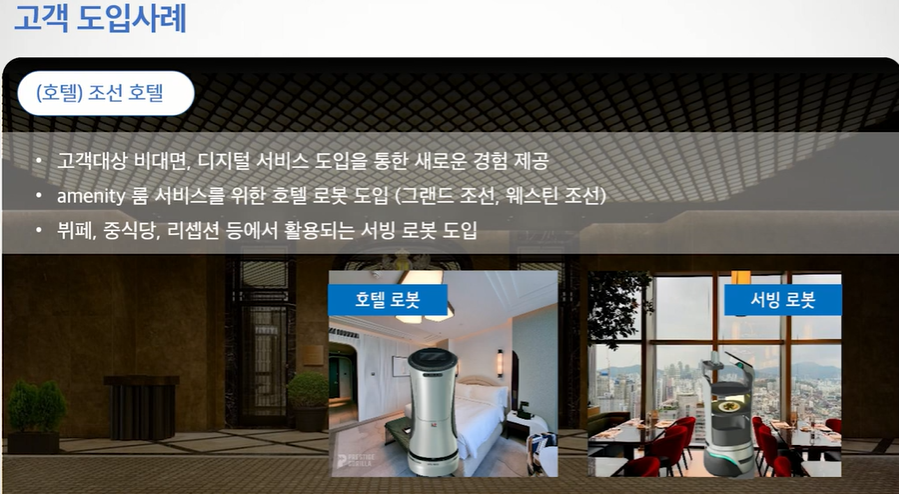 고객 도입사례
(호텔) 조선 호텔
• 고객대상 비대면, 디지털 서비스 도입을 통한 새로운 경험 제공
• amenity 룸 서비스를 위한 호텔 로봇 도입 (그랜드 조선, 웨스틴 조선)
• 뷔페, 중식당, 리셉션 등에서 활용되는 서빙 로봇 도입
호텔 로봇
서빙 로봇
PRESTIGE
GORILLA